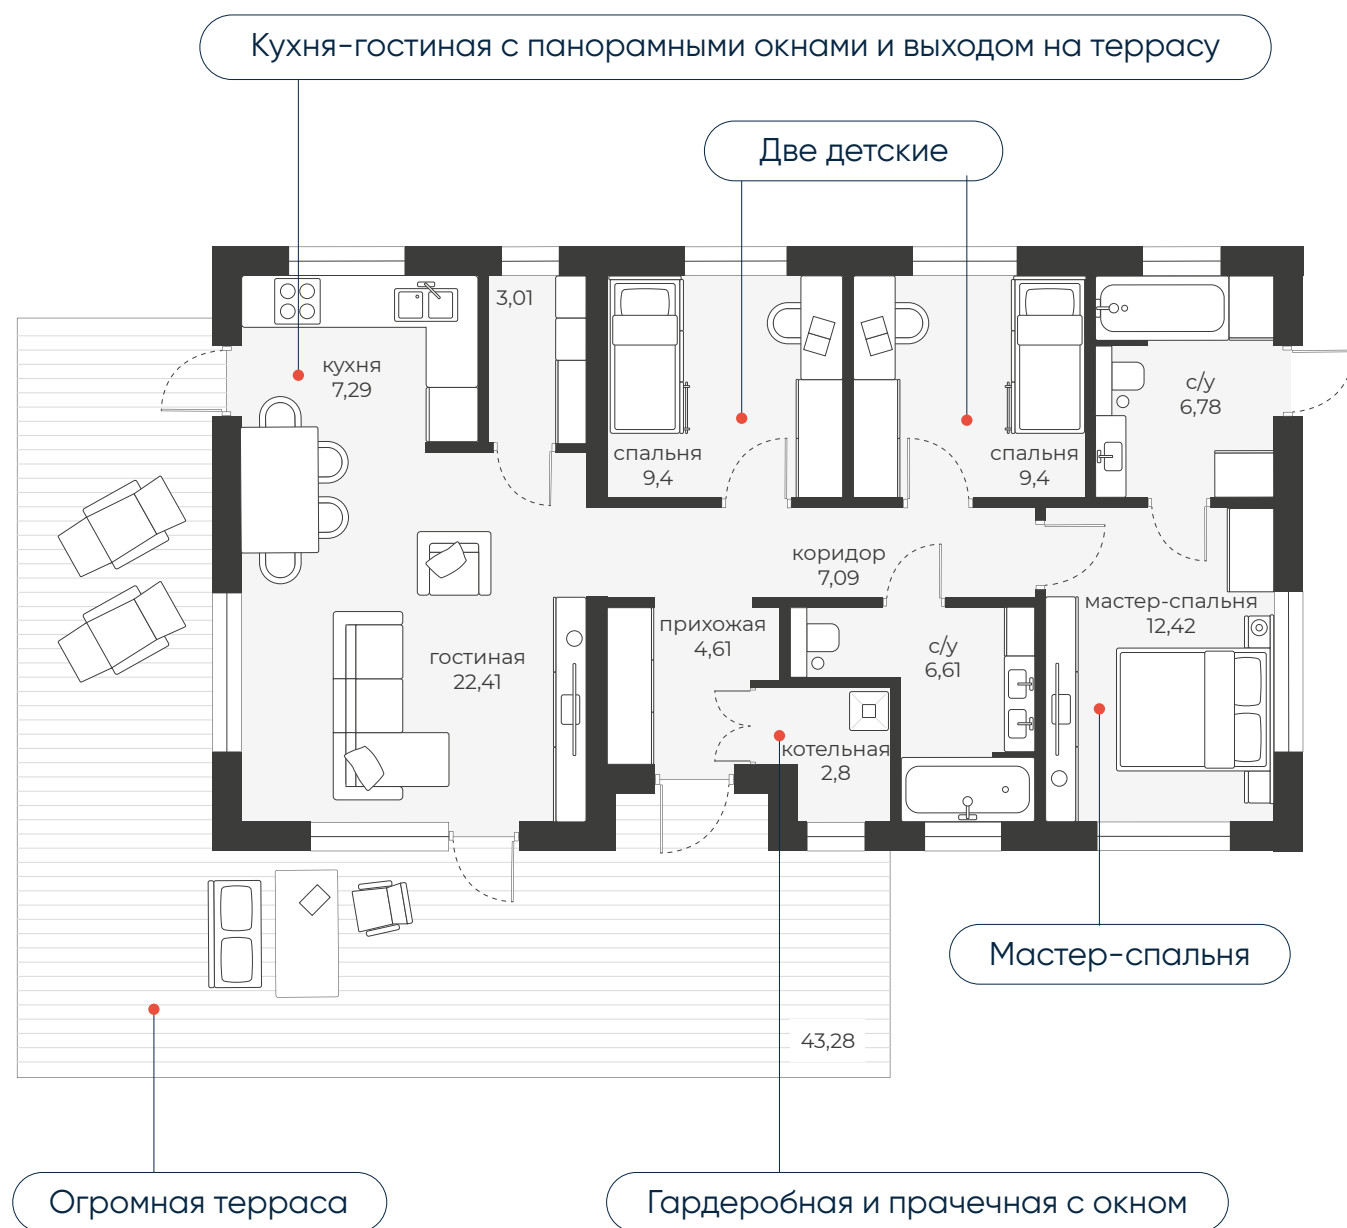 Кухня-гостиная с панорамными окнами и выходом на террасу
Две детские
3,01
кухня
7,29
с/у
6,78
спальня
9,4
спальня
9,4
коридор
7,09
мастер-спальня
12,42
прихожая
4,61
с/у
6,61
гостиная
22,41
котельная
2,8
Мастер-спальня
43,28
Огромная терраса
Гардеробная и прачечная с окном